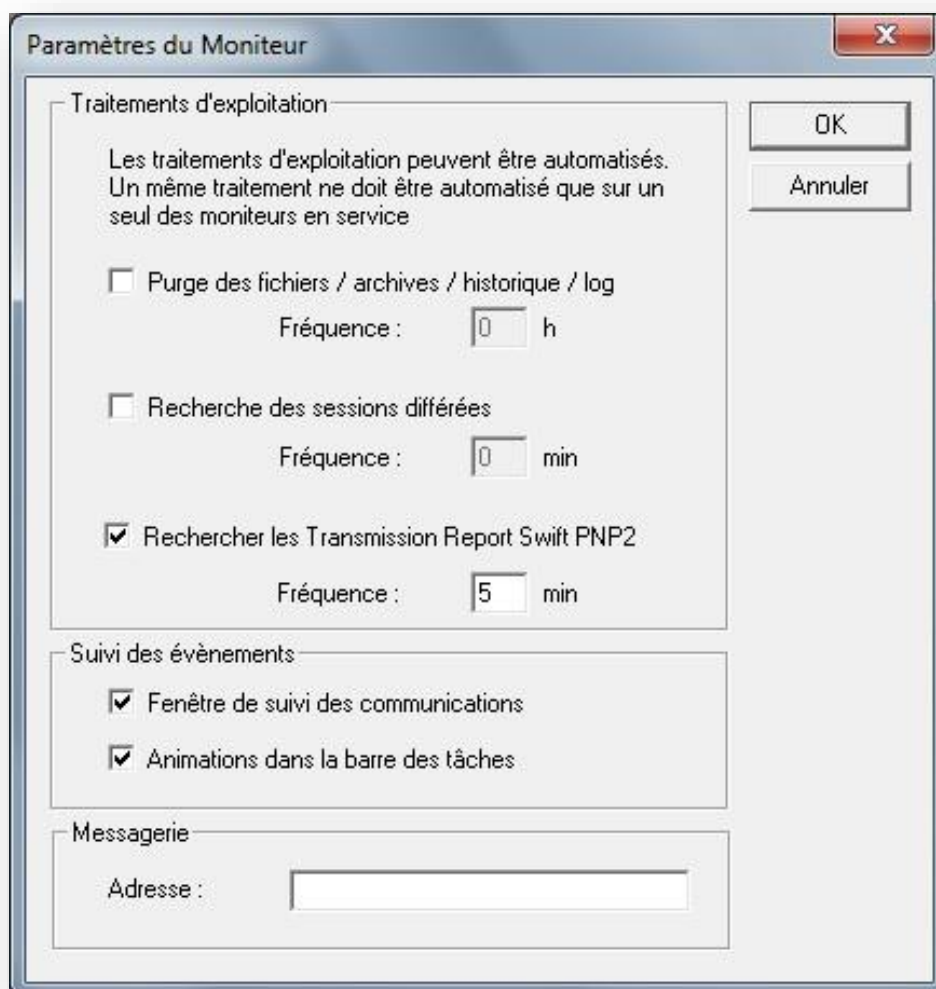 Paramètres du Moniteur
Traitements d'exploitation
OK
Les traitements d'exploitation peuvent être automatisés.
Un même traitement ne doit être automatisé que sur un
seul des moniteurs en service
Annuler
Purge des fichiers / archives / historique / log
Fréquence : 0 h
Recherche des sessions différées
Fréquence : 0 min
Rechercher les Transmission Report Swift PNP2
Fréquence : 5 min
Suivi des évènements
Fenêtre de suivi des communications
Animations dans la barre des tâches
Messagerie
Adresse :